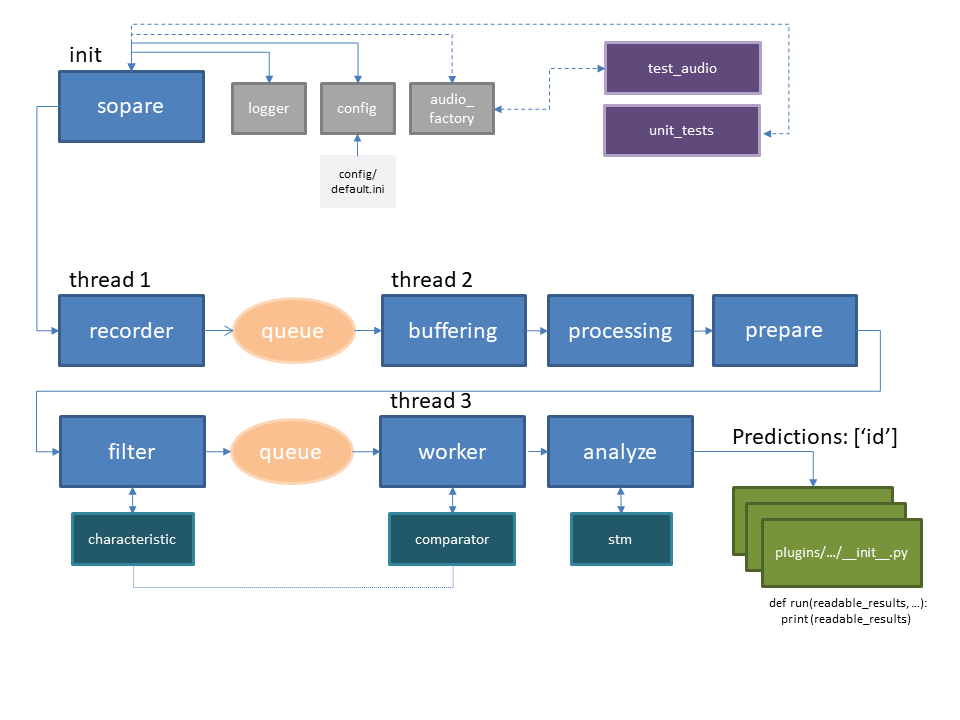 init
sopare
logger
config
audio_
factory
test_audio
unit_tests
config/
default.ini
thread 1
thread 2
recorder
queue
buffering
processing
prepare
thread 3
filter
queue
worker
analyze
Predictions: [‘id’]
characteristic
comparator
stm
plugins/…/__init__.py
def run(readable_results, …):
print (readable_results)